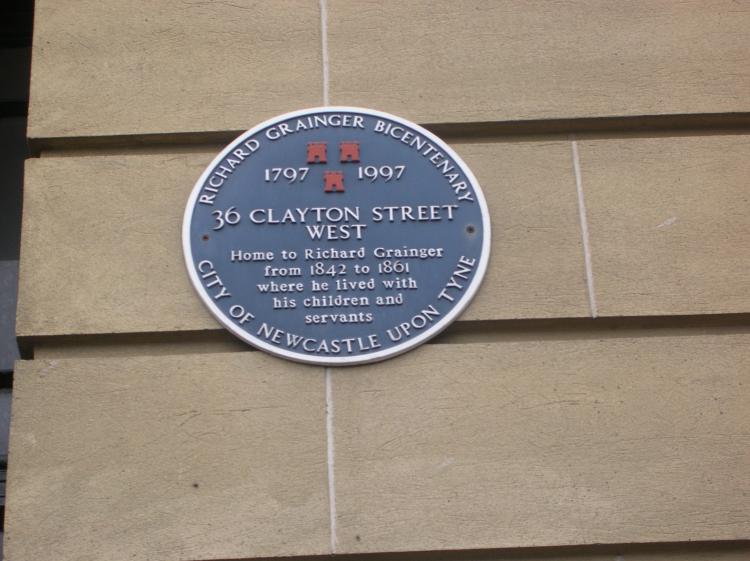 RICHARD GRAINGER BICENTENARY
1797 1997
36 CLAYTON STREET
WEST
Home to Richard Grainger
from 1842 to 1861
where he lived with
his children and
servants
CITY OF NEWCASTLE UPON TYNE